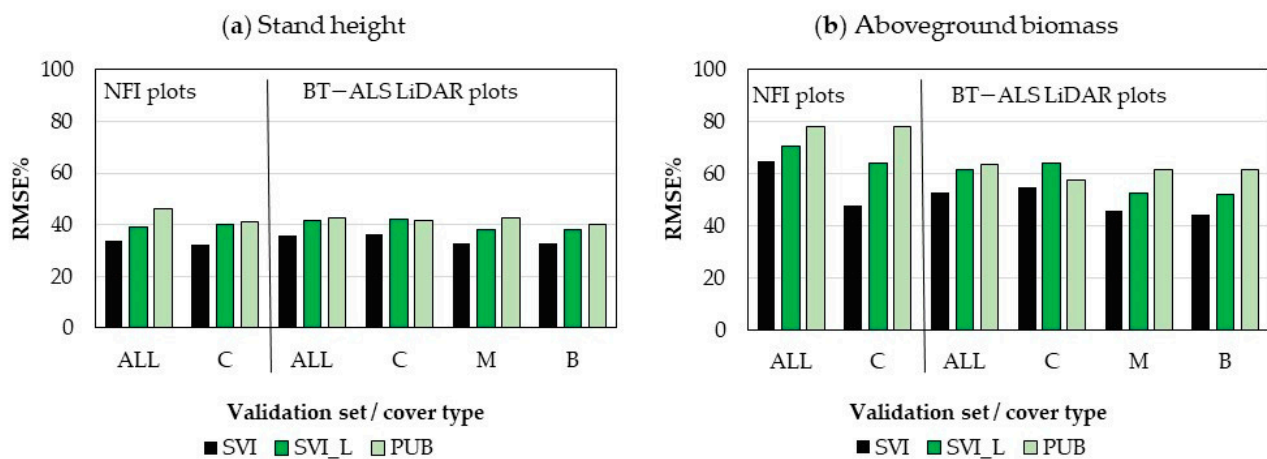 (a) Stand height
100
80
60
40
20
0
RMSE%
NFI plots
BT−ALS LiDAR plots
ALL C ALL C M B
Validation set / cover type
SVI SVI_L PUB
(b) Aboveground biomass
100
80
60
40
20
0
RMSE%
NFI plots
BT−ALS LiDAR plots
ALL C ALL C M B
Validation set / cover type
SVI SVI_L PUB